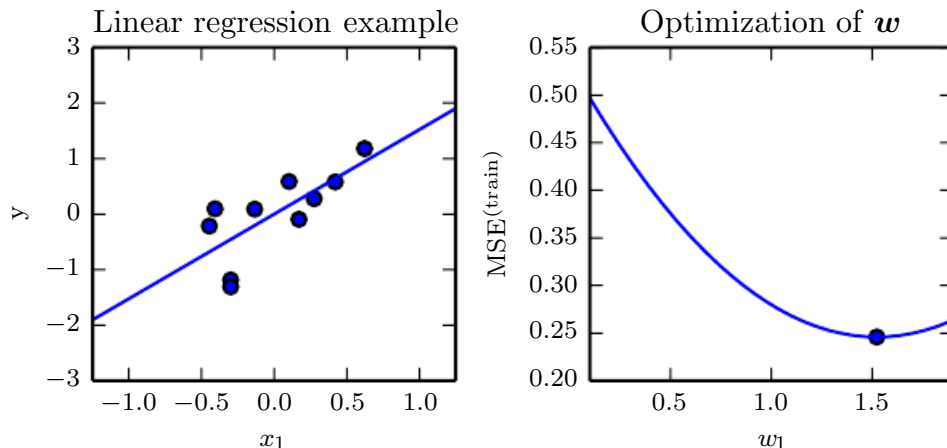 Linear regression example
3
2
1
0
−1
−2
−3
y
−1.0 −0.5 0.0 0.5 1.0
x1
Optimization of w
0.55
0.50
0.45
0.40
0.35
0.30
0.25
0.20
MSE(train)
0.5 1.0 1.5
w1